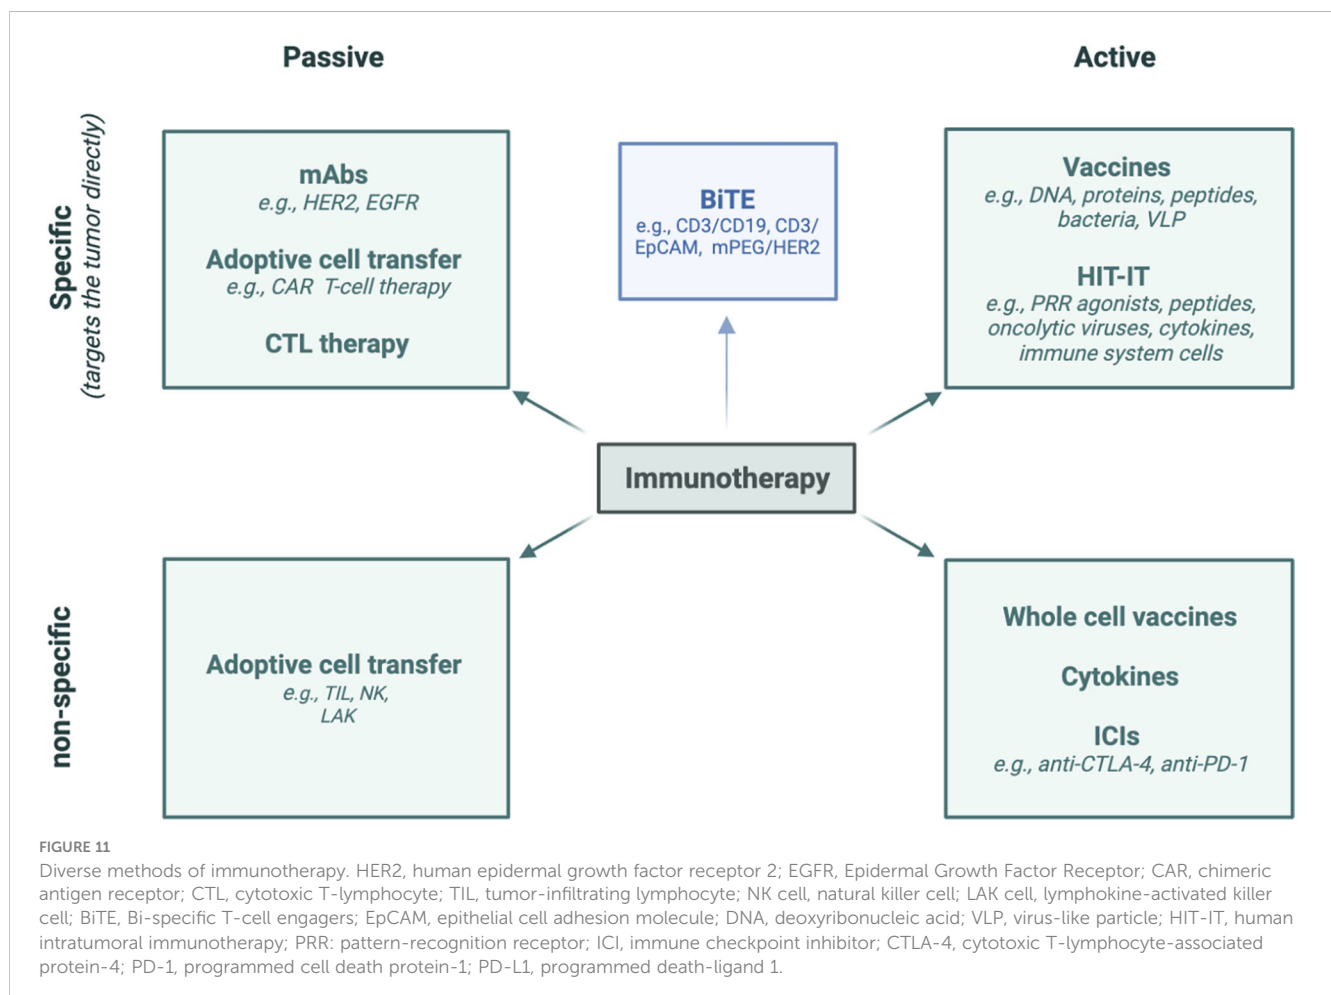 Passive
Active
Specific
(targets the tumor directly)
mAbs
e.g., HER2, EGFR
Adoptive cell transfer
e.g., CAR T-cell therapy
CTL therapy
BiTE
e.g., CD3/CD19, CD3/
EpCAM, mPEG/HER2
Vaccines
e.g., DNA, proteins, peptides,
bacteria, VLP
HIT-IT
e.g., PRR agonists, peptides,
oncolytic viruses, cytokines,
immune system cells
Immunotherapy
non-specific
Adoptive cell transfer
e.g., TIL, NK,
LAK
Whole cell vaccines
Cytokines
ICIs
e.g., anti-CTLA-4, anti-PD-1
FIGURE 11
Diverse methods of immunotherapy. HER2, human epidermal growth factor receptor 2; EGFR, Epidermal Growth Factor Receptor; CAR, chimeric
antigen receptor; CTL, cytotoxic T-lymphocyte; TIL, tumor-infiltrating lymphocyte; NK cell, natural killer cell; LAK cell, lymphokine-activated killer
cell; BiTE, Bi-specific T-cell engagers; EpCAM, epithelial cell adhesion molecule; DNA, deoxyribonucleic acid; VLP, virus-like particle; HIT-IT, human
intratumoral immunotherapy; PRR: pattern-recognition receptor; ICI, immune checkpoint inhibitor; CTLA-4, cytotoxic T-lymphocyte-associated
protein-4; PD-1, programmed cell death protein-1; PD-L1, programmed death-ligand 1.